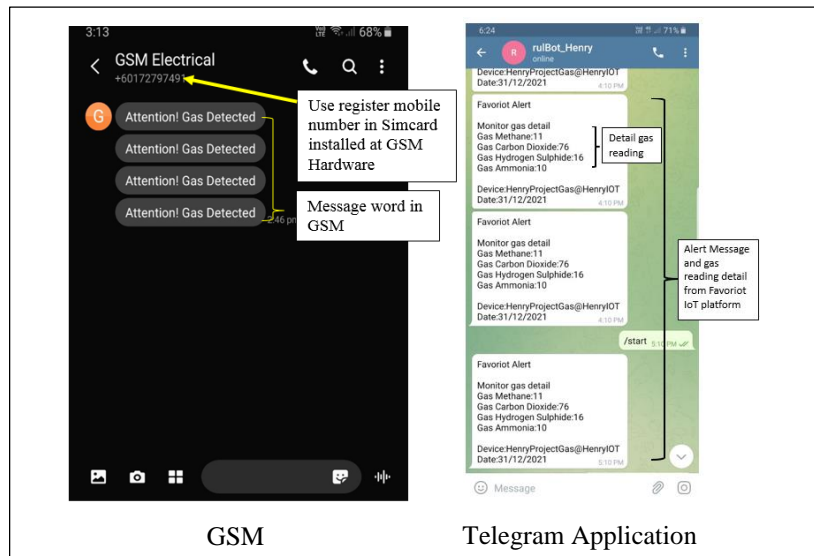 3:13
68%
GSM Electrical
+60172797491
G
Attention! Gas Detected
Attention! Gas Detected
Attention! Gas Detected
Attention! Gas Detected
2:46 pm
Use register mobile
number in Simcard
installed at GSM
Hardware
Message word in
GSM
GSM
6:24
71%
R
rulBot_Henry
online
Device:HenryProjectGas@HenryIOT
Date:31/12/2021
4:10 PM
Favoriot Alert
Monitor gas detail
Gas Methane:11
Gas Carbon Dioxide:76
Gas Hydrogen Sulphide:16
Gas Ammonia:10
Device:HenryProjectGas@HenryIOT
Date:31/12/2021
4:10 PM
Favoriot Alert
Monitor gas detail
Gas Methane:11
Gas Carbon Dioxide:76
Gas Hydrogen Sulphide:16
Gas Ammonia:10
Device:HenryProjectGas@HenryIOT
Date:31/12/2021
4:10 PM
/start
5:10 PM
Favoriot Alert
Monitor gas detail
Gas Methane:11
Gas Carbon Dioxide:76
Gas Hydrogen Sulphide:16
Gas Ammonia:10
Device:HenryProjectGas@HenryIOT
Date:31/12/2021
5:10 PM
Message
Detail gas
reading
Alert Message
and gas
reading detail
from Favoriot
IoT platform
Telegram Application